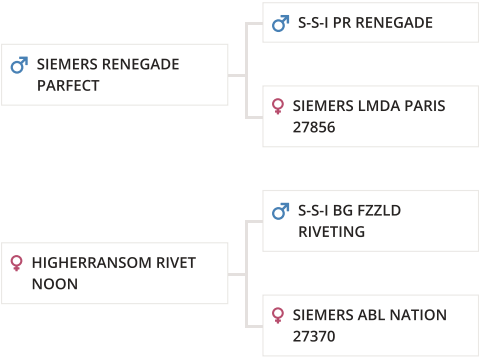 S-S-I PR RENEGADE
SIEMERS RENEGADE
PARFECT
SIEMERS LMDA PARIS
27856
S-S-I BG FZZLD
RIVETING
HIGHERRANSOM RIVET
NOON
SIEMERS ABL NATION
27370